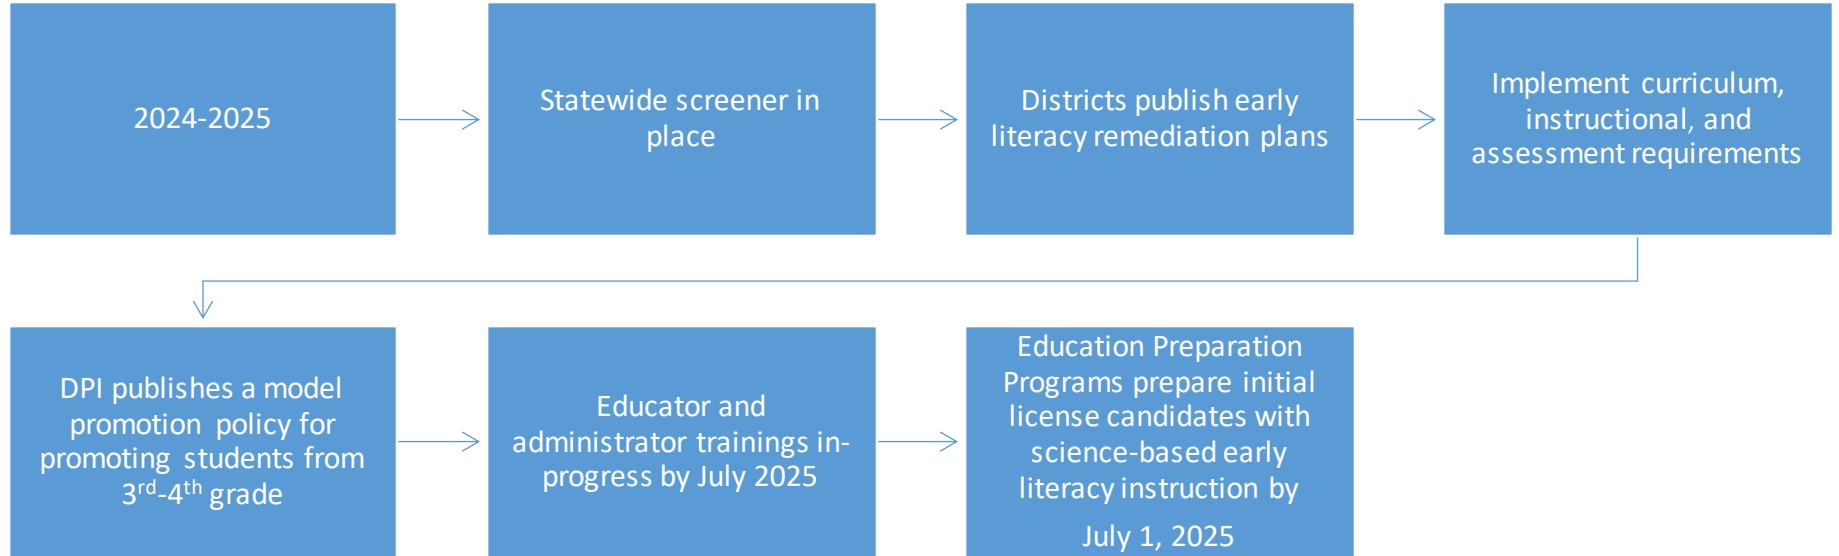 2024-2025
Statewide screener in
place
Districts publish early
literacy remediation plans
Implement curriculum,
instructional, and
assessment requirements
DPI publishes a model
promotion policy for
promoting students from
3rd-4th grade
Educator and
administrator trainings in-
progress by July 2025
Education Preparation
Programs prepare initial
license candidates with
science-based early
literacy instruction by
July 1, 2025